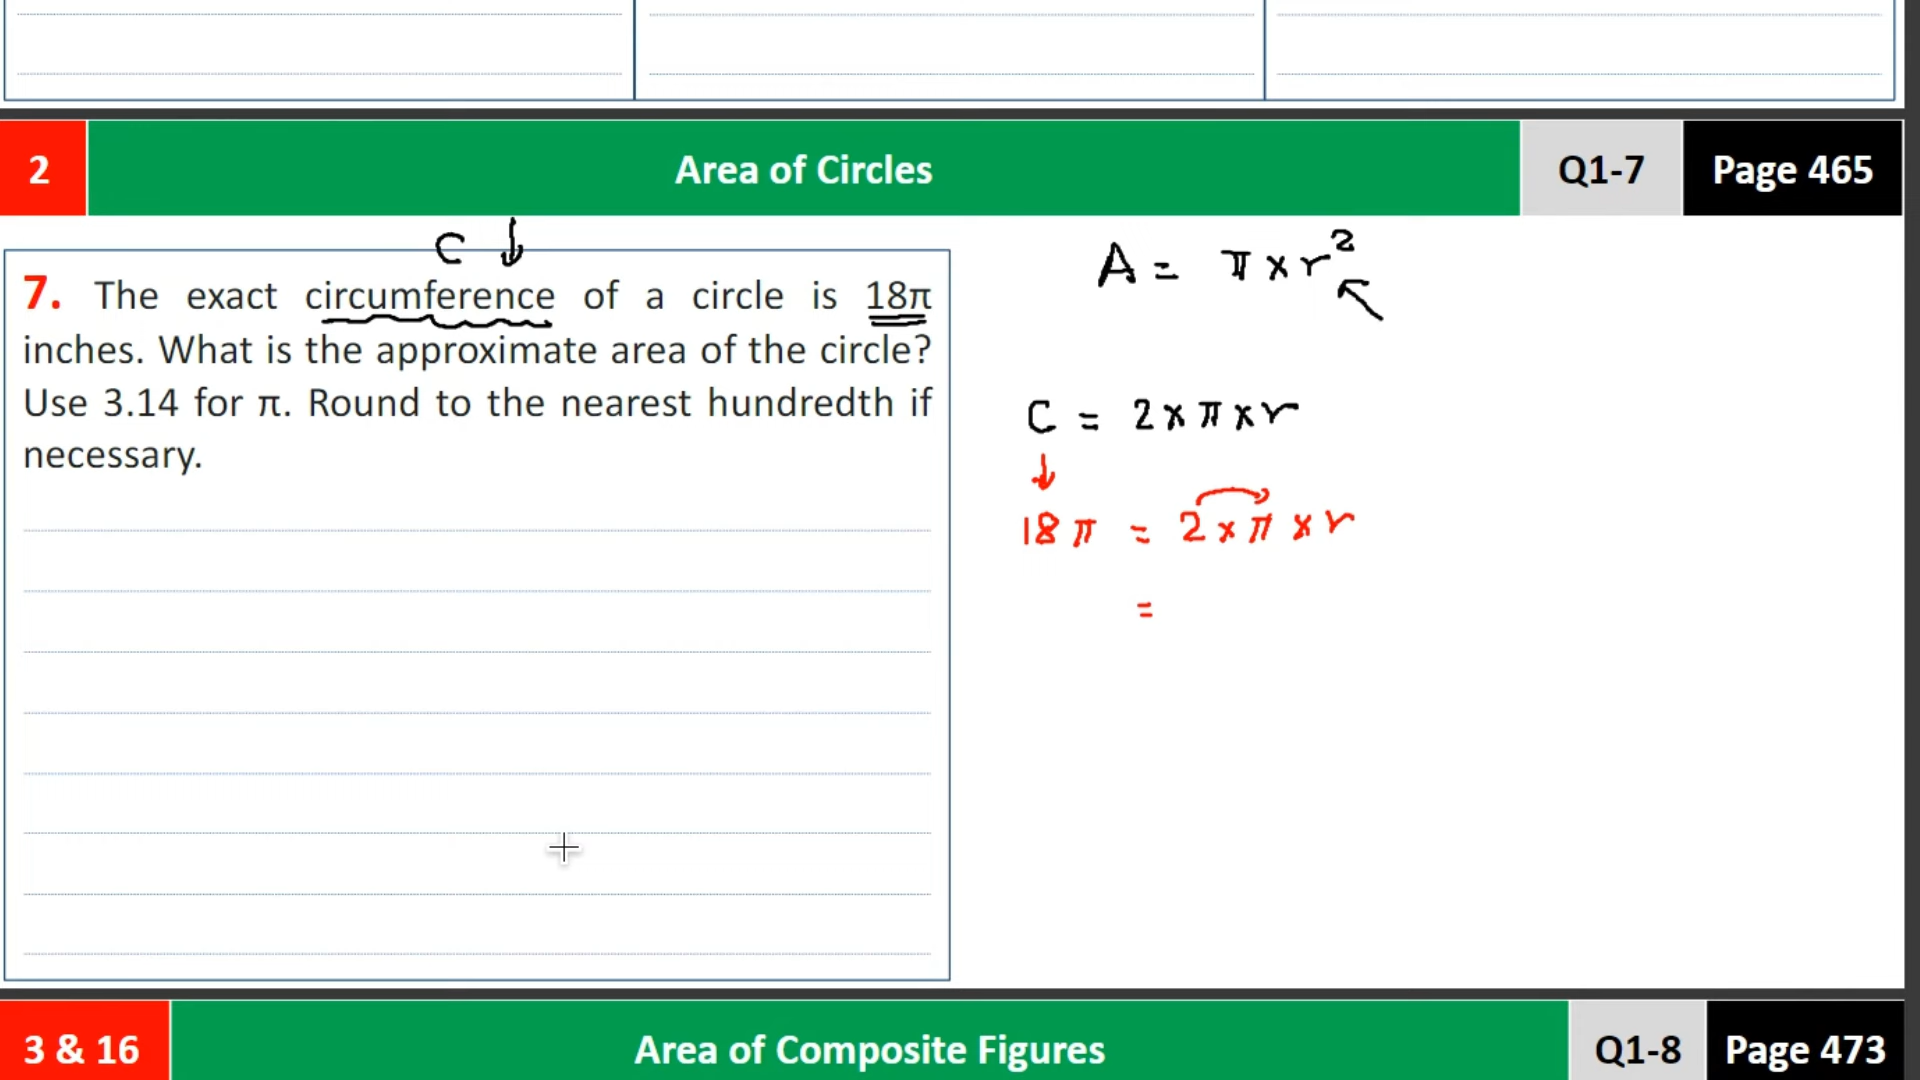 2 Area of Circles Q1-7 Page 465
C ↓
7. The exact circumference of a circle is 18π
inches. What is the approximate area of the circle?
Use 3.14 for π. Round to the nearest hundredth if
necessary.
A = π × r²
C = 2 × π × r
18 π = 2 × π × r
=
3 & 16 Area of Composite Figures Q1-8 Page 473